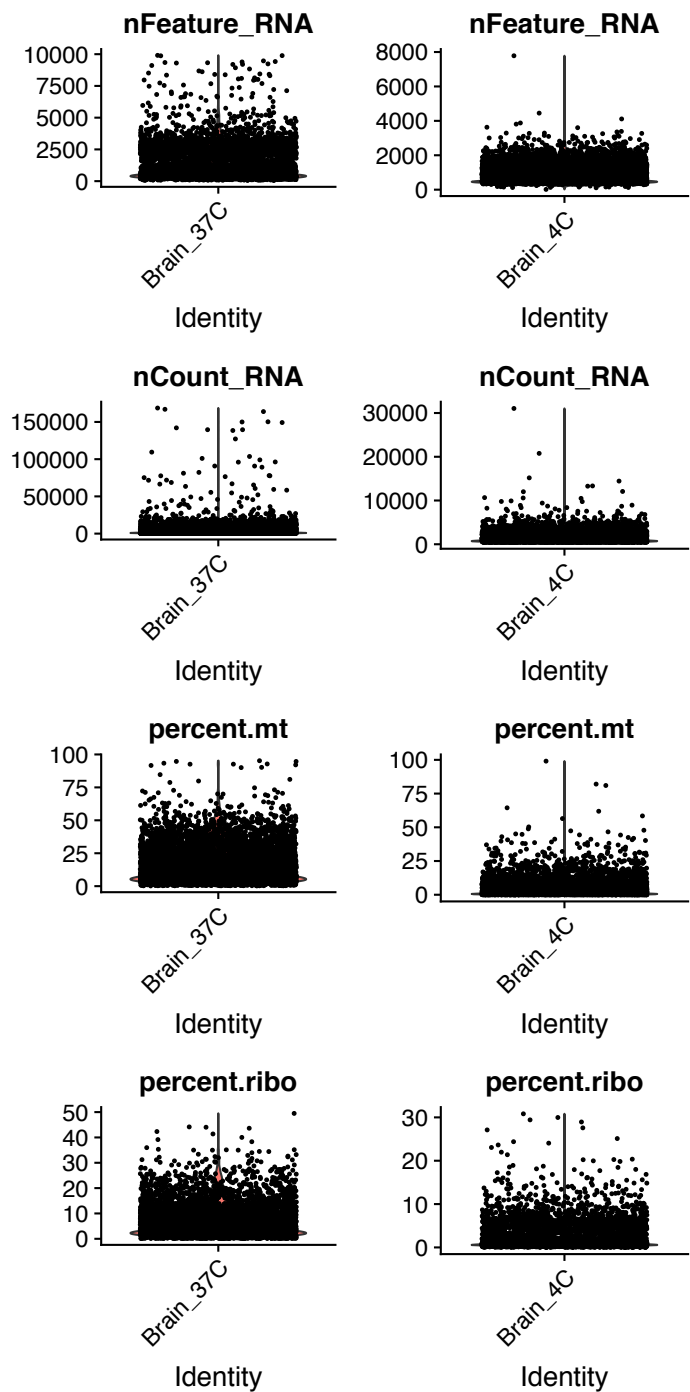 nFeature_RNA
10000
7500
5000
2500
0
Brain_37C
Identity
nFeature_RNA
8000
6000
4000
2000
0
Brain_4C
Identity
nCount_RNA
150000
100000
50000
0
Brain_37C
Identity
nCount_RNA
30000
20000
10000
0
Brain_4C
Identity
percent.mt
100
75
50
25
0
Brain_37C
Identity
percent.mt
100
75
50
25
0
Brain_4C
Identity
percent.ribo
50
40
30
20
10
0
Brain_37C
Identity
percent.ribo
30
20
10
0
Brain_4C
Identity